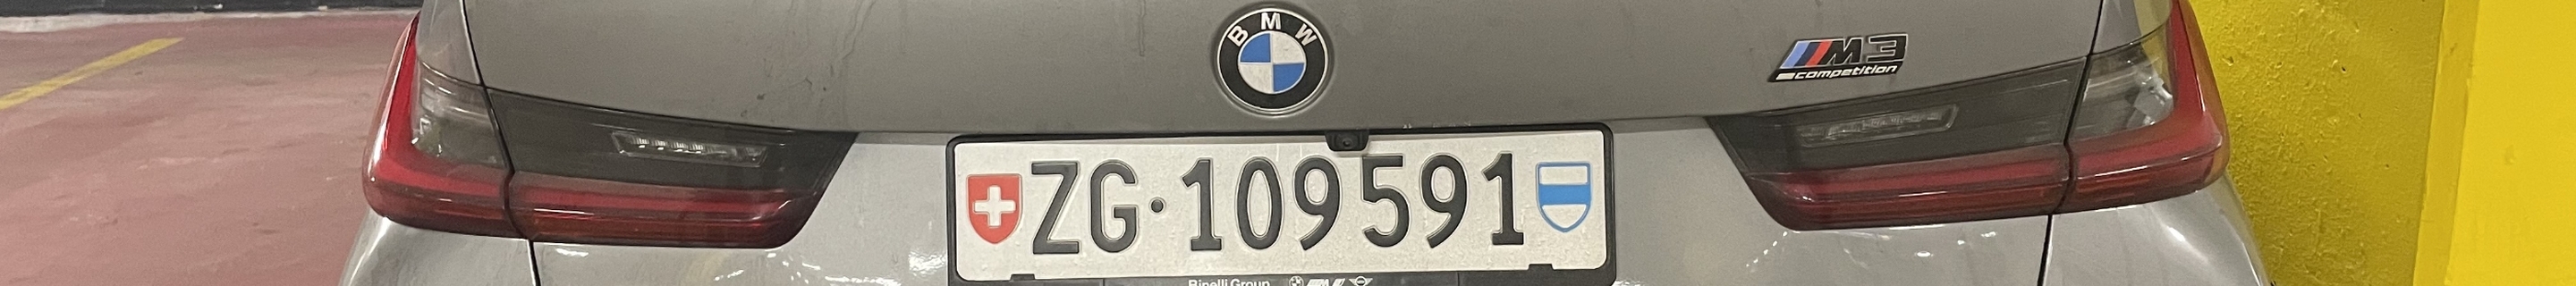 BMW
M3
competition
ZG·109591
Binelli Group